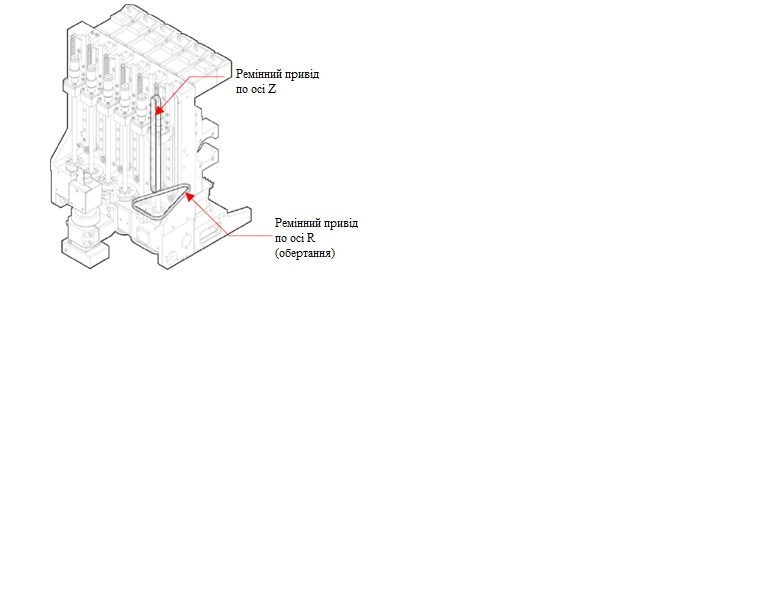 Ремінний привід
по осі Z
Ремінний привід
по осі R
(обертання)